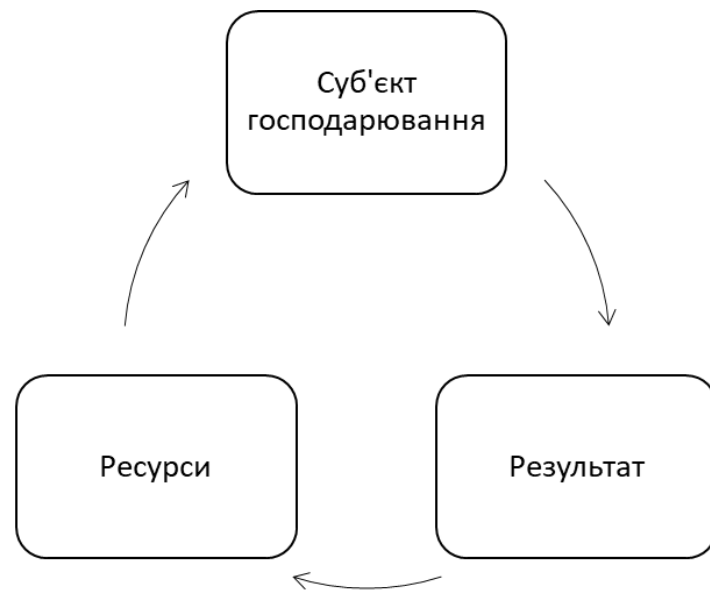 Суб'єкт
господарювання
Ресурси
Результат